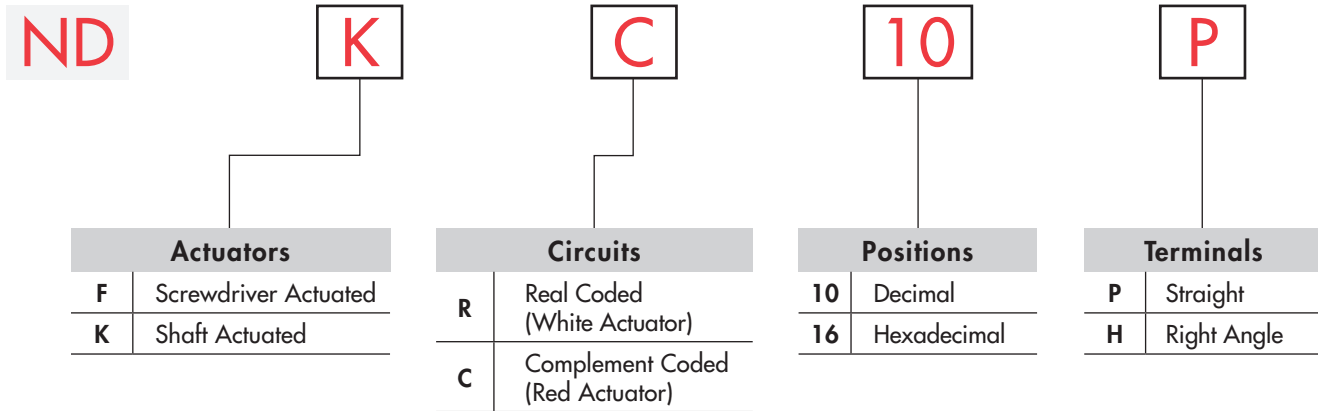 ND K C 10 P
Actuators
F Screwdriver Actuated
K Shaft Actuated
Circuits
R Real Coded
(White Actuator)
C Complement Coded
(Red Actuator)
Positions
10 Decimal
16 Hexadecimal
Terminals
P Straight
H Right Angle